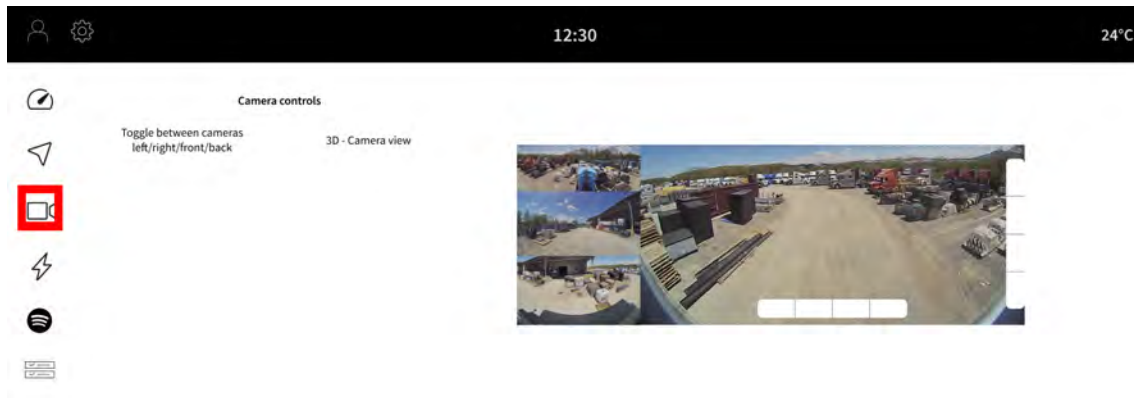 12:30
24°C
Camera controls
Toggle between cameras
left/right/front/back
3D - Camera view